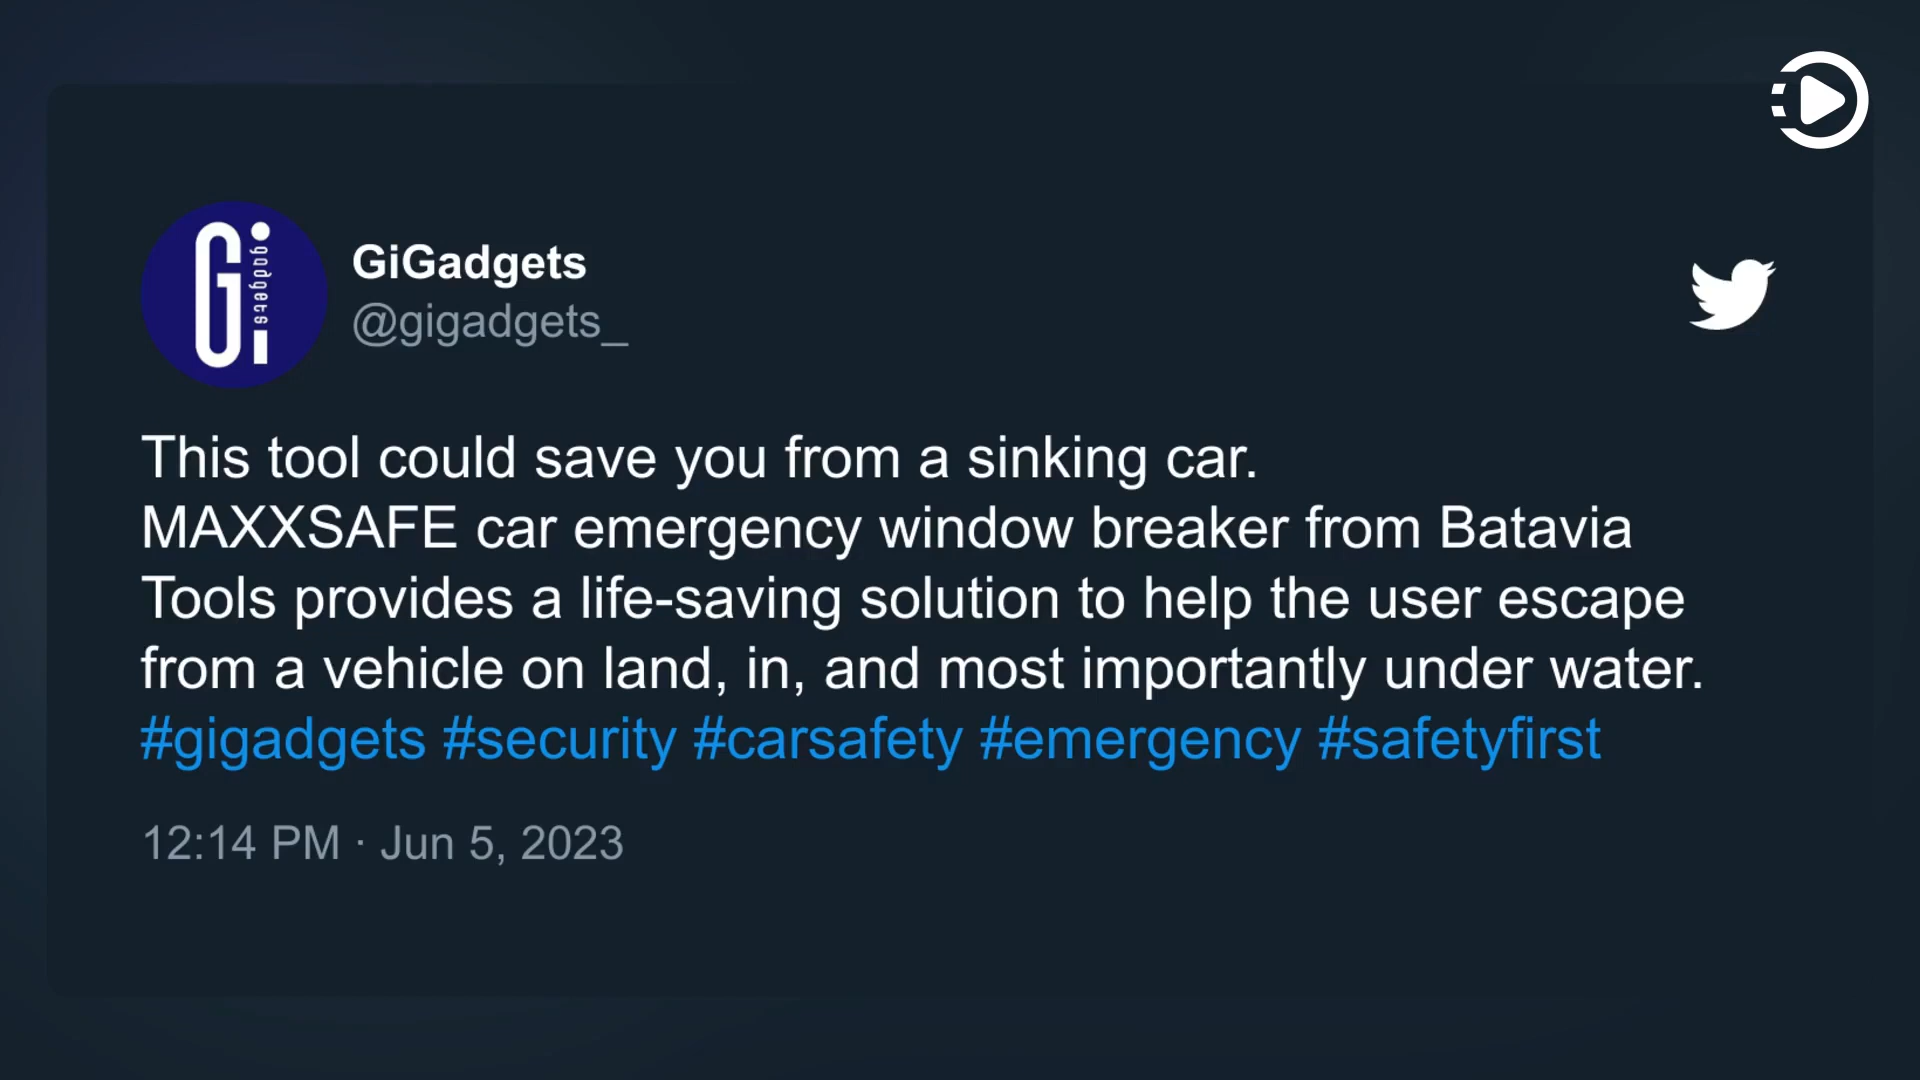 Gi gadgets
GiGadgets
@gigadgets_
This tool could save you from a sinking car.
MAXXSAFE car emergency window breaker from Batavia
Tools provides a life-saving solution to help the user escape
from a vehicle on land, in, and most importantly under water.
#gigadgets #security #carsafety #emergency #safetyfirst
12:14 PM · Jun 5, 2023